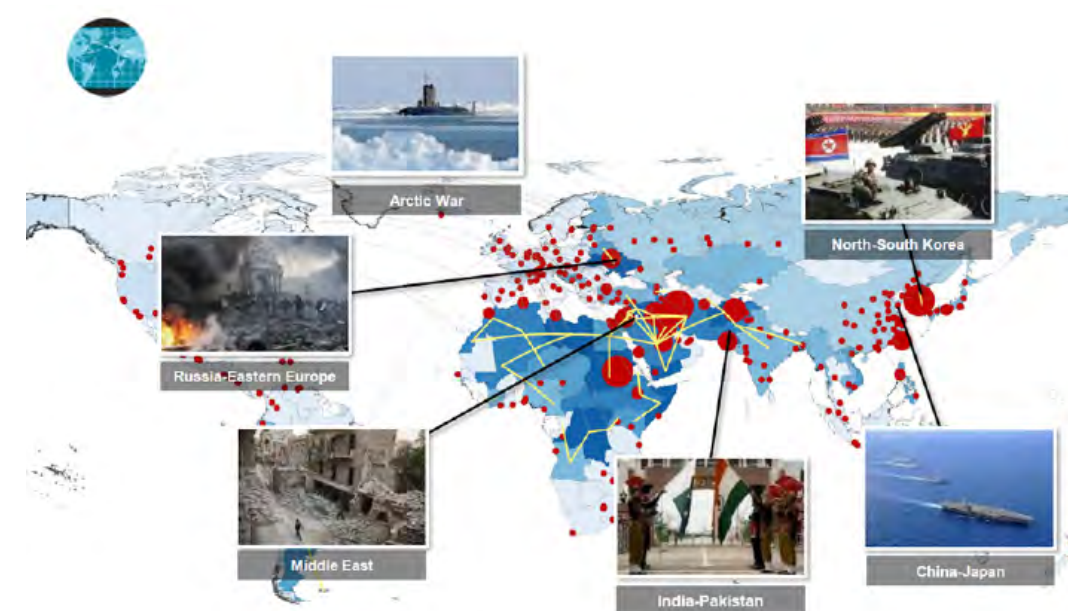 Arctic War
North-South Korea
Russia-Eastern Europe
Middle East
China-Japan
India-Pakistan